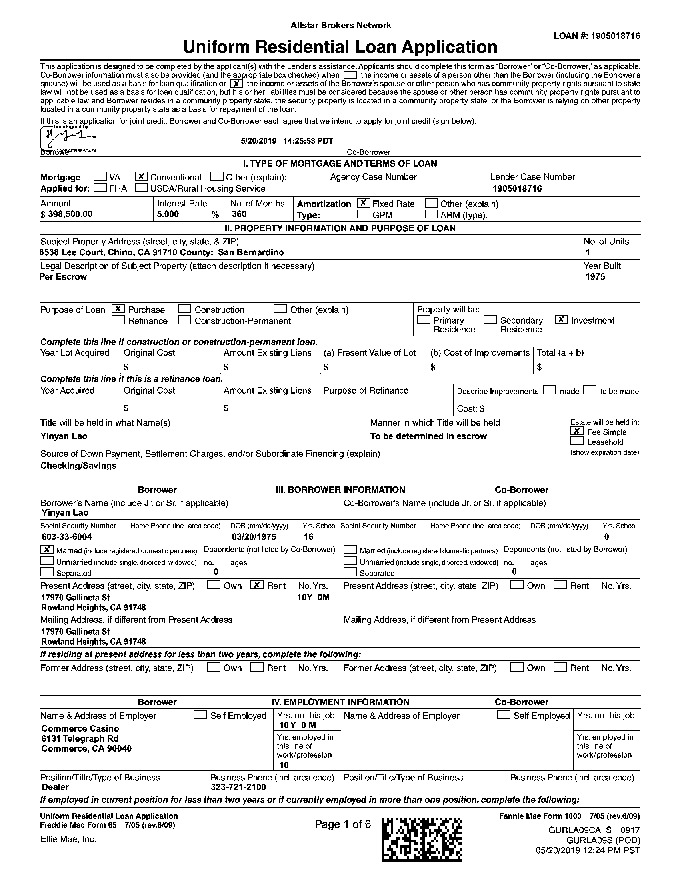 Allstar Brokers Network
LOAN #: 1905018716
Uniform Residential Loan Application
This application is designed to be completed by the applicant(s) with the Lender's assistance. Applicants should complete this form as "Borrower" or "Co-Borrower," as applicable.
Co-Borrower information must also be provided (and the appropriate box checked) when the income or assets of a person other than the Borrower (including the Borrower's
spouse) will be used as a basis for loan qualification or X the income or assets of the Borrower's spouse or other person who has community property rights pursuant to state
law will not be used as a basis for loan qualification, but his or her liabilities must be considered because the spouse or other person has community property rights pursuant to
applicable law and Borrower resides in a community property state, the security property is located in a community property state, or the Borrower is relying on other property
located in a community property state as a basis for repayment of the loan.
If this is an application for joint credit, Borrower and Co-Borrower each agree that we intend to apply for joint credit (sign below).
5/20/2019 14:25:53 PDT
Borrower Co-Borrower
I. TYPE OF MORTGAGE AND TERMS OF LOAN
Mortgage VA X Conventional Other (explain): Agency Case Number Lender Case Number
Applied for: FHA USDA/Rural Housing Service 1905018716
Amount Interest Rate No. of Months Amortization X Fixed Rate Other (explain)
$ 398,500.00 5.000 % 360 Type: GPM ARM (type):
II. PROPERTY INFORMATION AND PURPOSE OF LOAN
Subject Property Address (street, city, state, & ZIP) No. of Units
6538 Lee Court, Chino, CA 91710 County: San Bernardino 1
Legal Description of Subject Property (attach description if necessary) Year Built
Per Escrow 1975
Purpose of Loan X Purchase Construction Other (explain) Property will be:
Refinance Construction-Permanent Primary Residence Secondary Residence X Investment
Complete this line if construction or construction-permanent loan.
Year Lot Acquired Original Cost Amount Existing Liens (a) Present Value of Lot (b) Cost of Improvements Total (a + b)
$ $ $ $ $
Complete this line if this is a refinance loan.
Year Acquired Original Cost Amount Existing Liens Purpose of Refinance Describe Improvements made to be made
$ $ Cost: $
Title will be held in what Name(s) Manner in which Title will be held Estate will be held in:
Yinyan Lao To be determined in escrow X Fee Simple
Leasehold
Source of Down Payment, Settlement Charges, and/or Subordinate Financing (explain) (show expiration date)
Checking/Savings
Borrower III. BORROWER INFORMATION Co-Borrower
Borrower's Name (include Jr. or Sr. if applicable) Co-Borrower's Name (include Jr. or Sr. if applicable)
Yinyan Lao
Social Security Number Home Phone (incl. area code) DOB (mm/dd/yyyy) Yrs. School Social Security Number Home Phone (incl. area code) DOB (mm/dd/yyyy) Yrs. School
603-33-6004 03/20/1975 16 0
X Married (include registered domestic partners) Dependents (not listed by Co-Borrower) Married (include registered domestic partners) Dependents (not listed by Borrower)
Unmarried (include single, divorced, widowed) no. ages Unmarried (include single, divorced, widowed) no. ages
Separated 0 Separated 0
Present Address (street, city, state, ZIP) Own X Rent No. Yrs. Present Address (street, city, state, ZIP) Own Rent No. Yrs.
17970 Gallineta St 10Y 0M
Rowland Heights, CA 91748
Mailing Address, if different from Present Address Mailing Address, if different from Present Address
17970 Gallineta St
Rowland Heights, CA 91748
If residing at present address for less than two years, complete the following:
Former Address (street, city, state, ZIP) Own Rent No. Yrs. Former Address (street, city, state, ZIP) Own Rent No. Yrs.
Borrower IV. EMPLOYMENT INFORMATION Co-Borrower
Name & Address of Employer Self Employed Yrs. on this job Name & Address of Employer Self Employed Yrs. on this job
Commerce Casino 10 Y 0 M
6131 Telegraph Rd Yrs. employed in this line of work/profession Yrs. employed in this line of work/profession
Commerce, CA 90040 10
Position/Title/Type of Business Business Phone (incl. area code) Position/Title/Type of Business Business Phone (incl. area code)
Dealer 323-721-2100
If employed in current position for less than two years or if currently employed in more than one position, complete the following:
Uniform Residential Loan Application Fannie Mae Form 1003 7/05 (rev.6/09)
Freddie Mac Form 65 7/05 (rev.6/09) Page 1 of 6
Ellie Mae, Inc. GURLA09CA_S 0917
GURLA09S (POD)
05/20/2019 12:24 PM PST